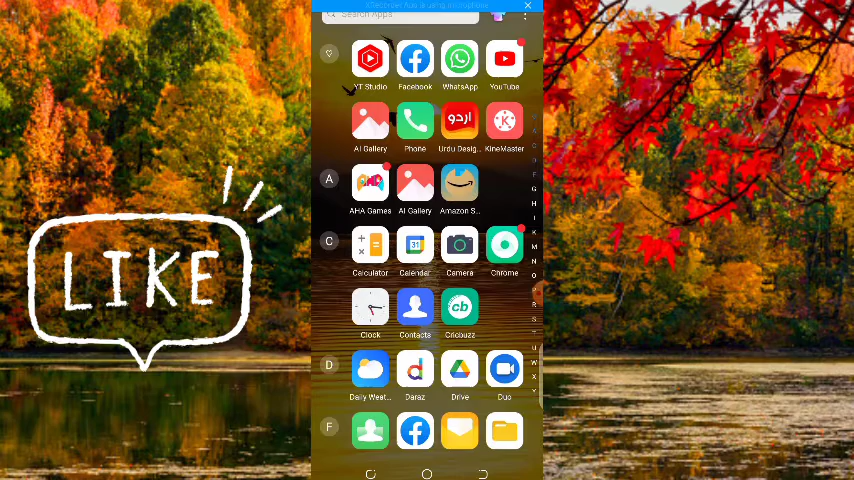 Search Apps
YT Studio
Facebook
WhatsApp
YouTube
اردو
K
AI Gallery
Phone
Urdu Desig...
KineMaster
A
AHA
AHA Games
AI Gallery
Amazon S...
LIKE
C
31
Calculator
Calendar
Camera
Chrome
cb
Clock
Contacts
Cricbuzz
D
d
Daily Weat...
Daraz
Drive
Duo
F
A
C
D
F
G
H
I
K
M
N
O
P
R
S
T
U
W
X
Y